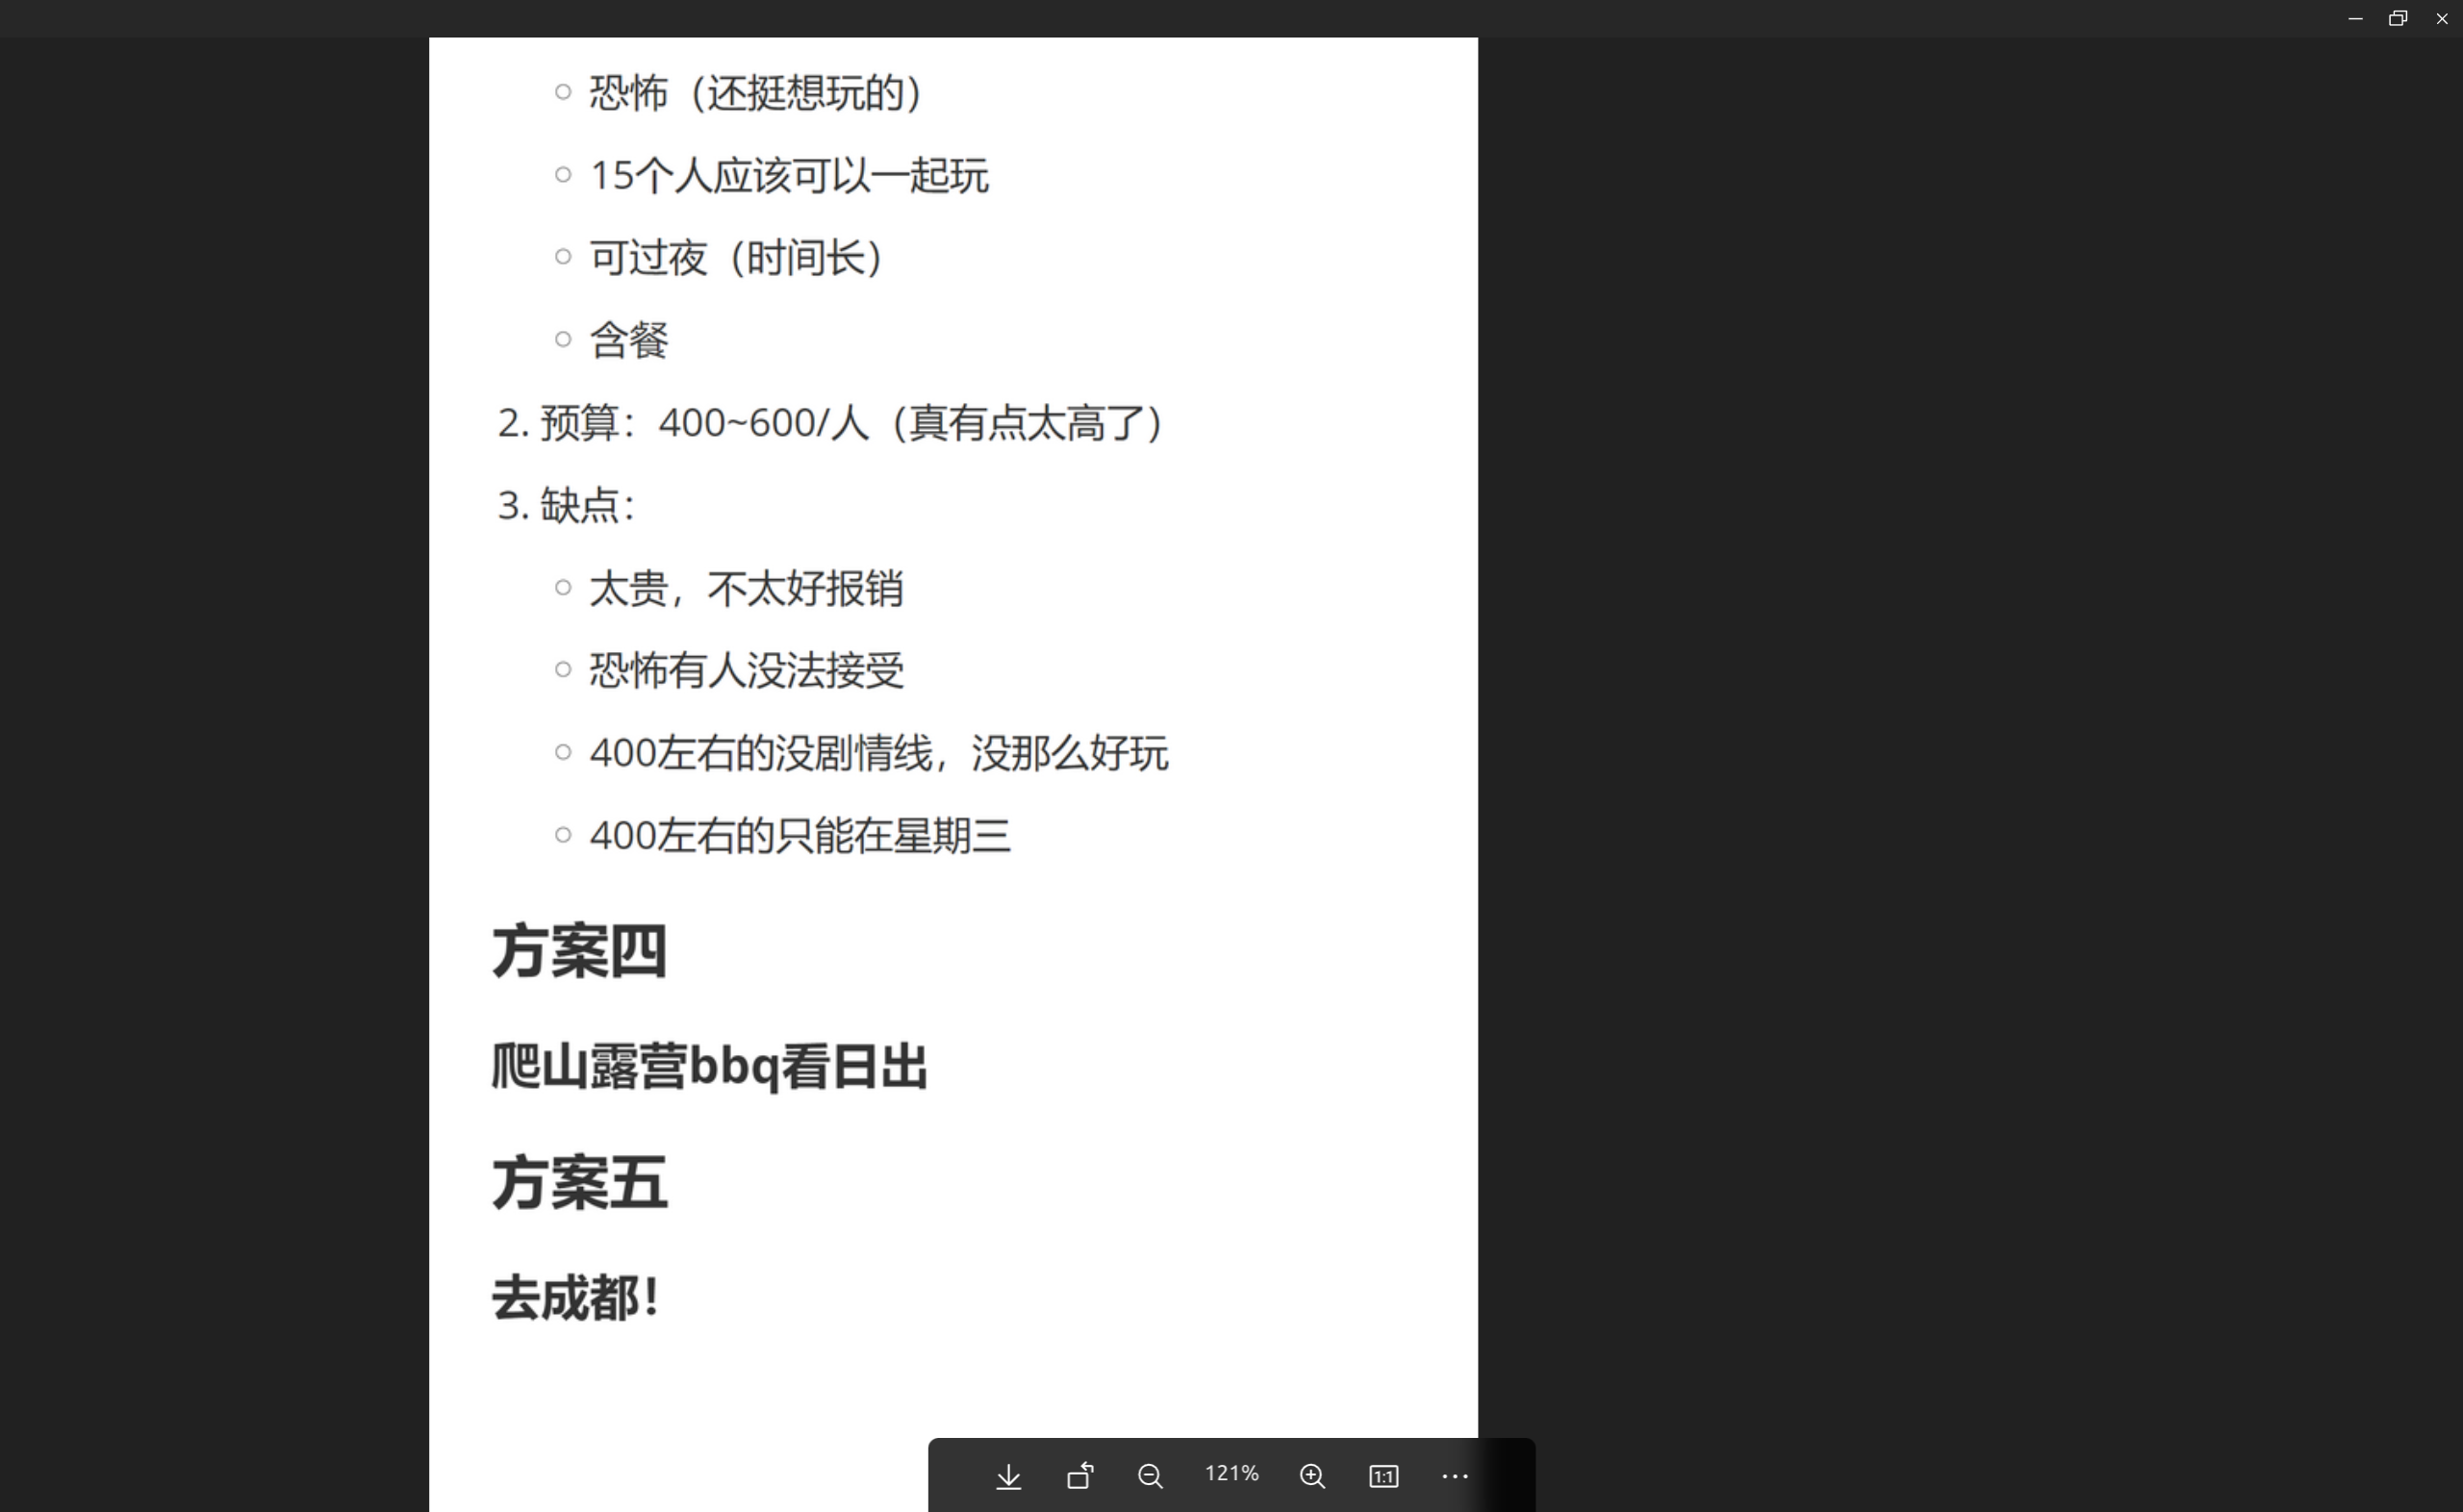 恐怖（还挺想玩的）
15个人应该可以一起玩
可过夜（时间长）
含餐
2. 预算：400~600/人（真有点太高了）
3. 缺点：
太贵，不太好报销
恐怖有人没法接受
400左右的没剧情线，没那么好玩
400左右的只能在星期三
方案四
爬山露营bbq看日出
方案五
去成都！
121%
1:1